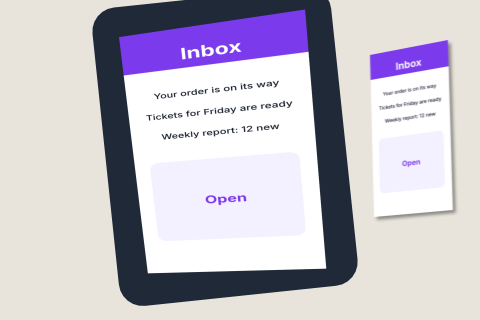 Inbox
Your order is on its way
Tickets for Friday are ready
Weekly report: 12 new
Open
Inbox
Your order is on its way
Tickets for Friday are ready
Weekly report: 12 new
Open